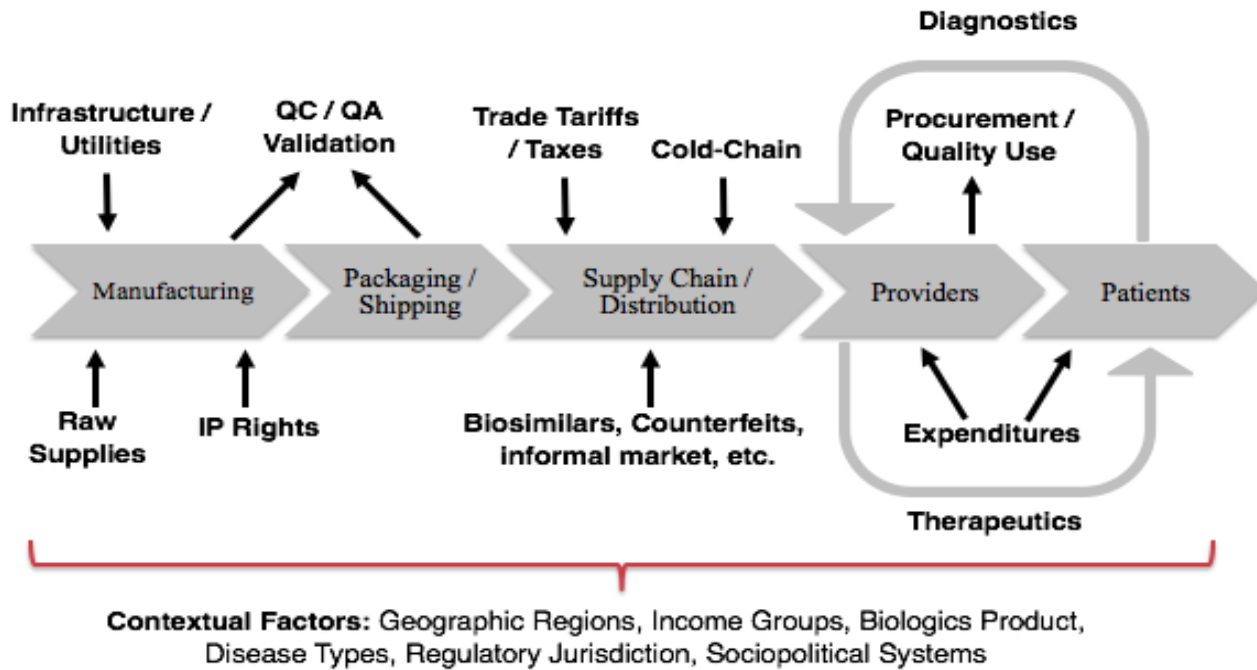 Diagnostics
Infrastructure /
Utilities
QC / QA
Validation
Trade Tariffs
/ Taxes
Cold-Chain
Procurement /
Quality Use
Manufacturing
Packaging /
Shipping
Supply Chain /
Distribution
Providers
Patients
Raw
Supplies
IP Rights
Biosimilars, Counterfeits,
informal market, etc.
Expenditures
Therapeutics
Contextual Factors: Geographic Regions, Income Groups, Biologics Product,
Disease Types, Regulatory Jurisdiction, Sociopolitical Systems